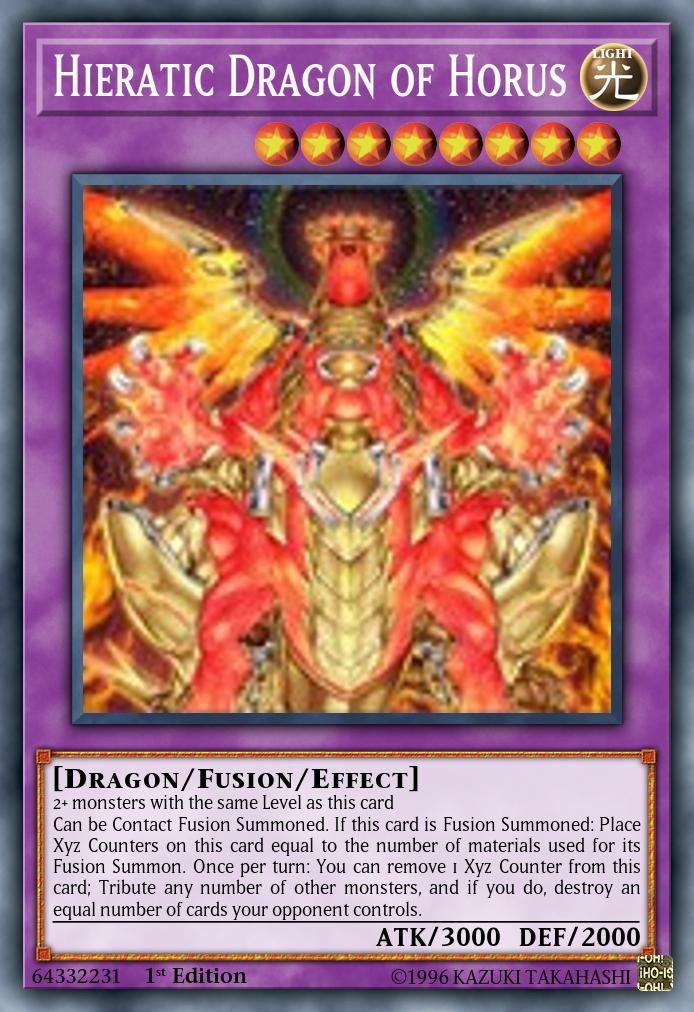 HIERATIC DRAGON OF HORUS
LIGHT
光
[DRAGON/FUSION/EFFECT]
2+ monsters with the same Level as this card
Can be Contact Fusion Summoned. If this card is Fusion Summoned: Place
Xyz Counters on this card equal to the number of materials used for its
Fusion Summon. Once per turn: You can remove 1 Xyz Counter from this
card; Tribute any number of other monsters, and if you do, destroy an
equal number of cards your opponent controls.
ATK/3000 DEF/2000
64332231 1st Edition ©1996 KAZUKI TAKAHASHI